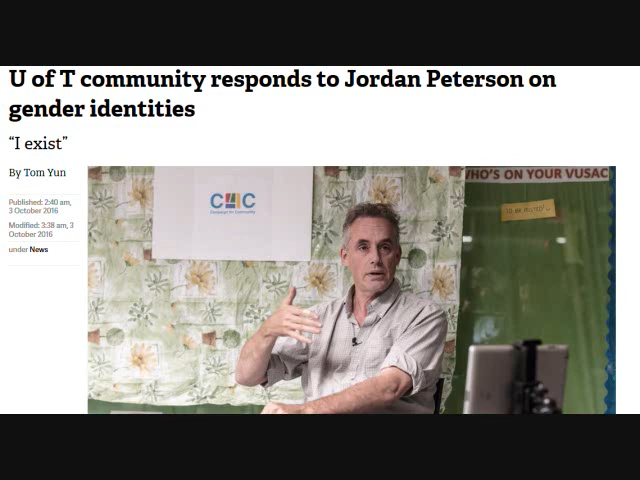 U of T community responds to Jordan Peterson on
gender identities
“I exist”
By Tom Yun
Published: 2:40 am,
3 October 2016
Modified: 3:38 am, 3
October 2016
under News
C4C
Campaign for Community
WHO'S ON YOUR VUSAC